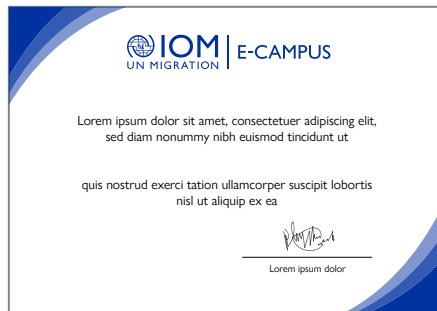 IOM
UN MIGRATION
E-CAMPUS
Lorem ipsum dolor sit amet, consectetuer adipiscing elit,
sed diam nonummy nibh euismod tincidunt ut
quis nostrud exerci tation ullamcorper suscipit lobortis
nisl ut aliquip ex ea
Lorem ipsum dolor